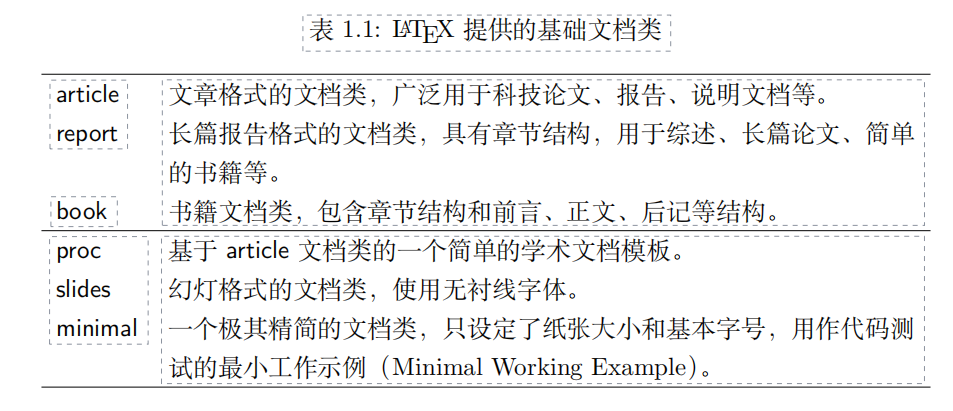 表 1.1: LATEX 提供的基础文档类
article 文章格式的文档类，广泛用于科技论文、报告、说明文档等。
report 长篇报告格式的文档类，具有章节结构，用于综述、长篇论文、简单
的书籍等。
book 书籍文档类，包含章节结构和前言、正文、后记等结构。
proc 基于 article 文档类的一个简单的学术文档模板。
slides 幻灯格式的文档类，使用无衬线字体。
minimal 一个极其精简的文档类，只设定了纸张大小和基本字号，用作代码测
试的最小工作示例（Minimal Working Example）。